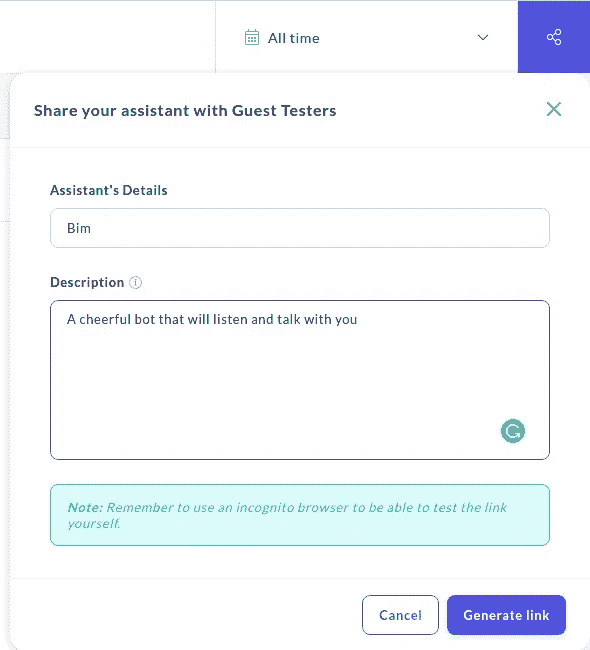 All time
Share your assistant with Guest Testers
Assistant's Details
Bim
Description
A cheerful bot that will listen and talk with you
Note: Remember to use an incognito browser to be able to test the link
yourself.
Cancel
Generate link